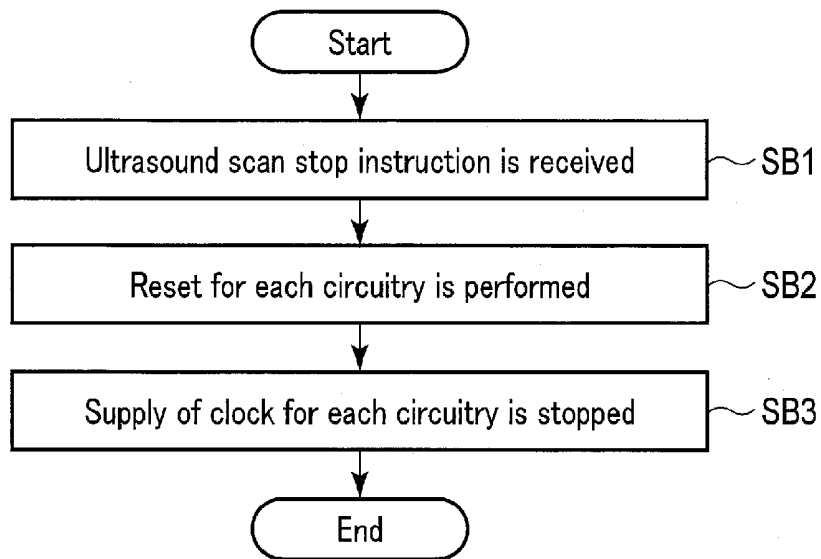 Start
Ultrasound scan stop instruction is received
SB1
Reset for each circuitry is performed
SB2
Supply of clock for each circuitry is stopped
SB3
End